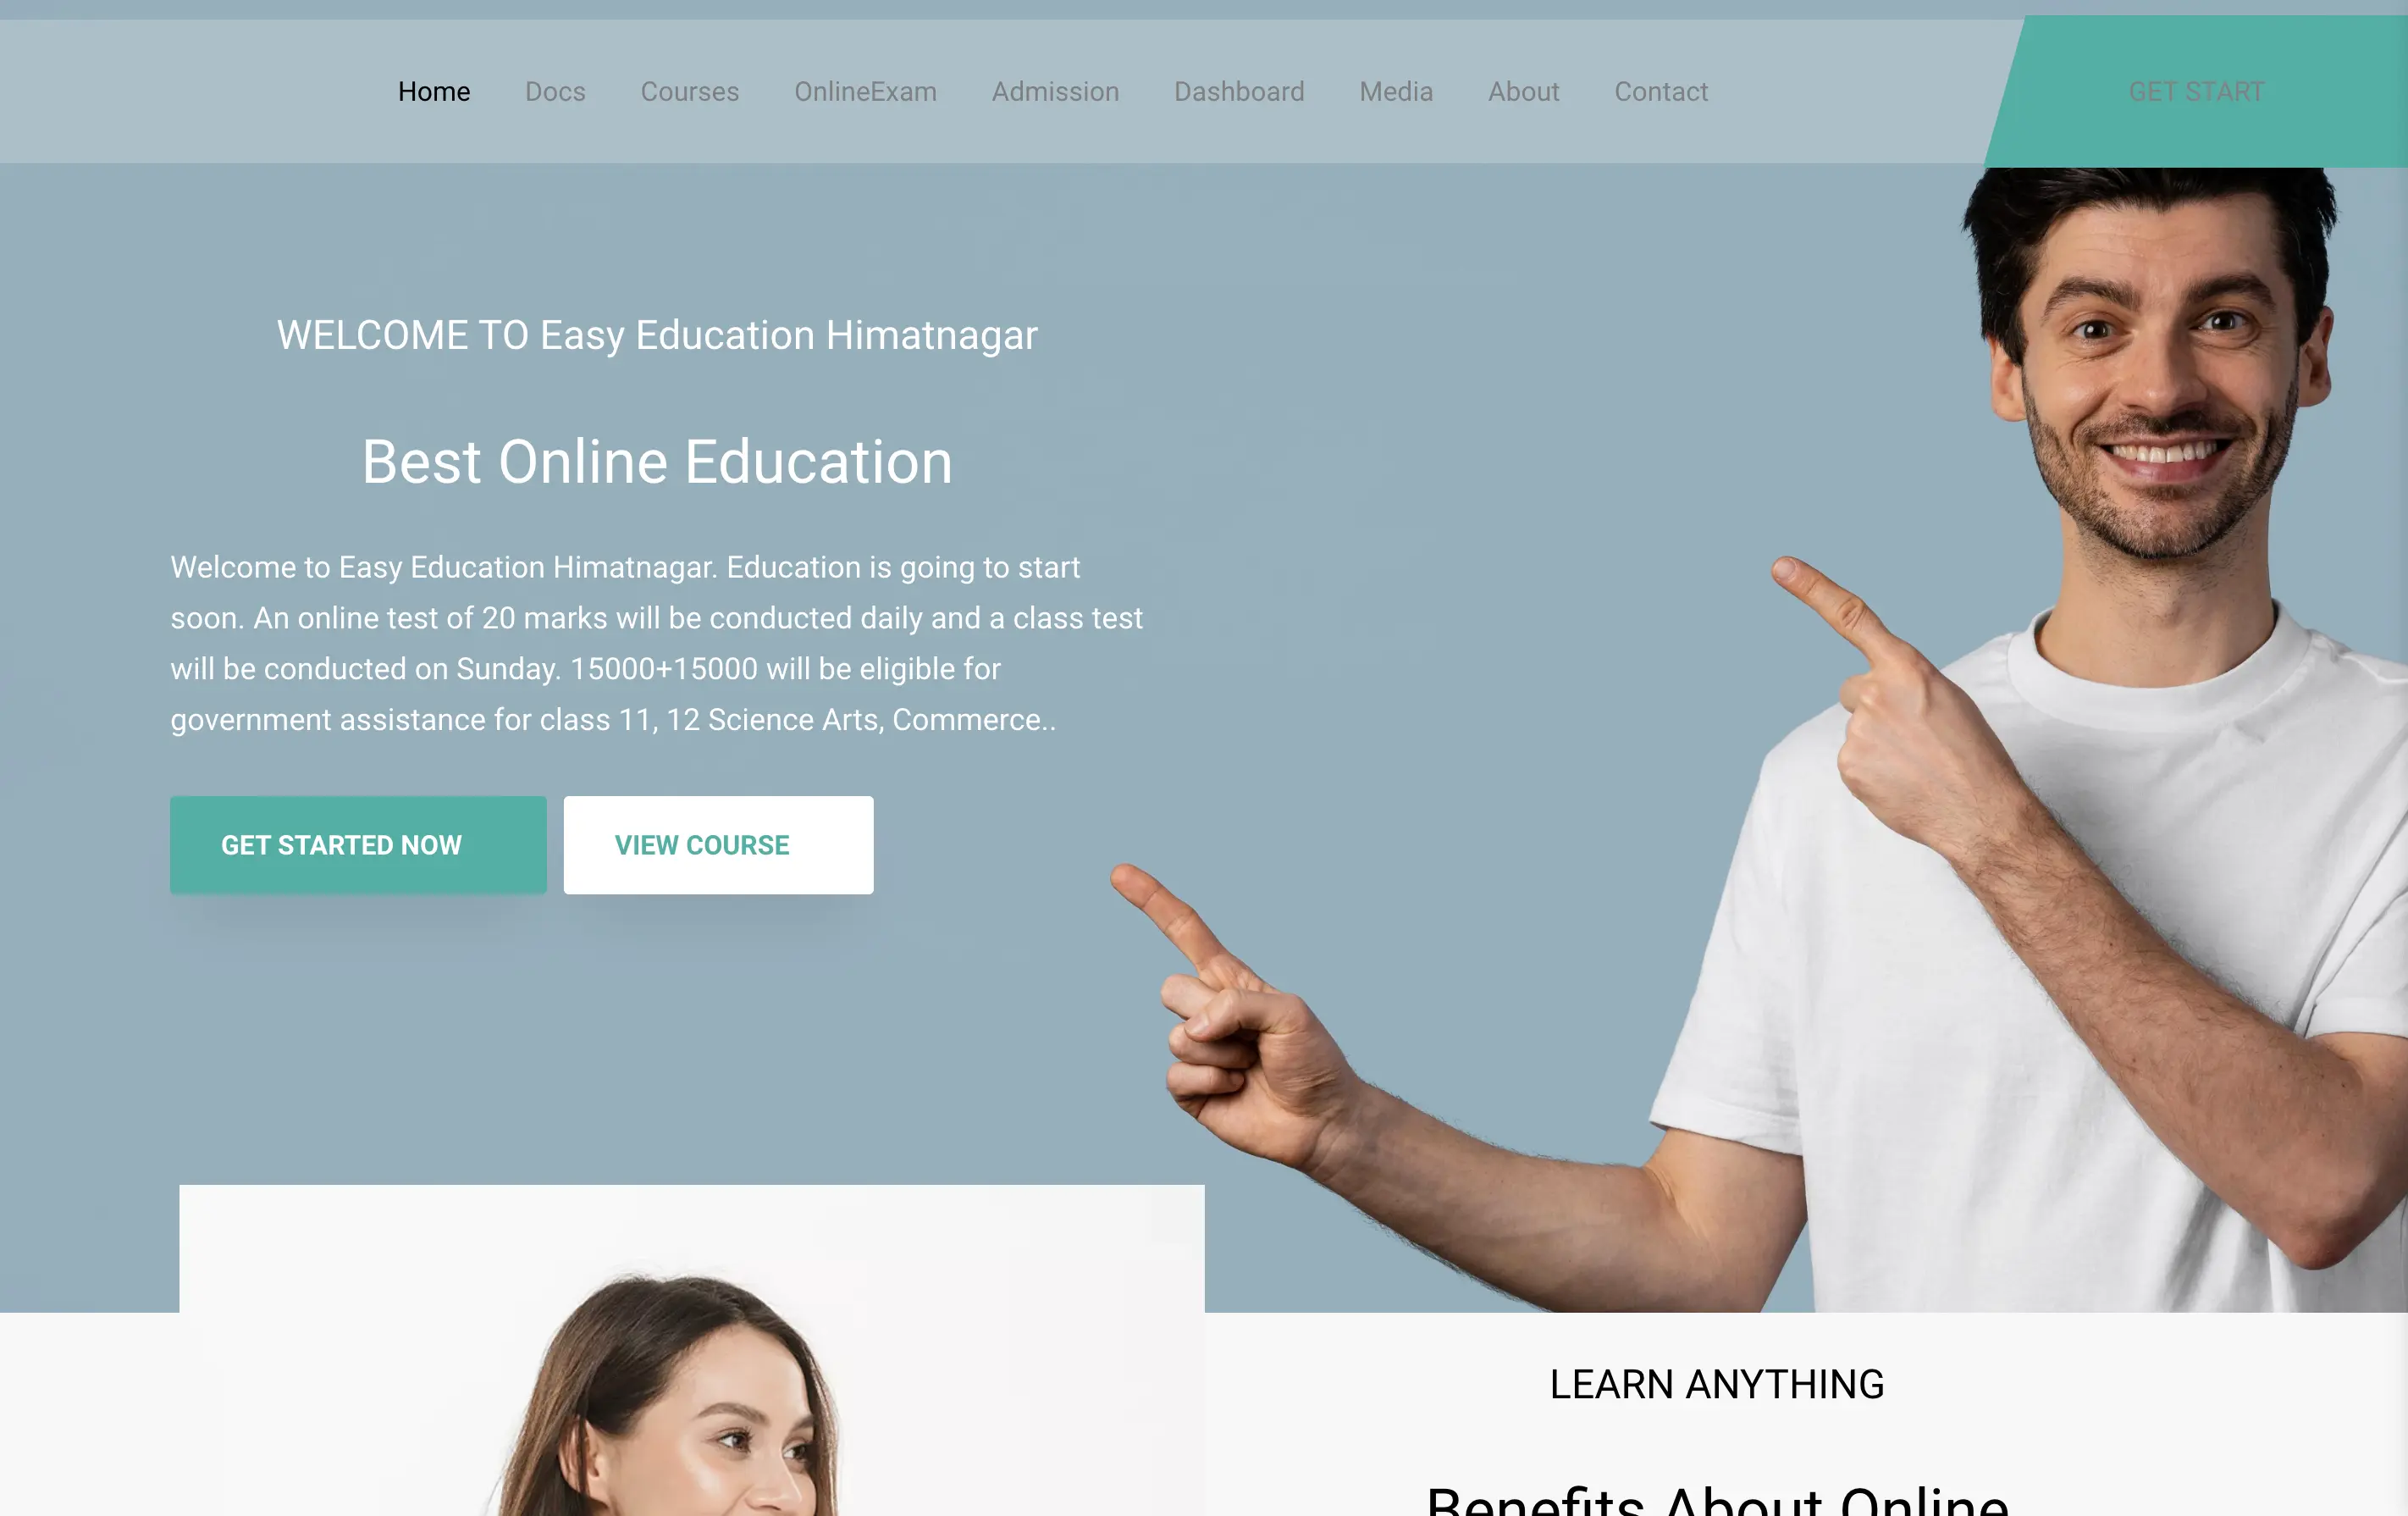 Home Docs Courses OnlineExam Admission Dashboard Media About Contact GET START
WELCOME TO Easy Education Himatnagar
Best Online Education
Welcome to Easy Education Himatnagar. Education is going to start
soon. An online test of 20 marks will be conducted daily and a class test
will be conducted on Sunday. 15000+15000 will be eligible for
government assistance for class 11, 12 Science Arts, Commerce..
GET STARTED NOW VIEW COURSE
LEARN ANYTHING
Benefits About Online